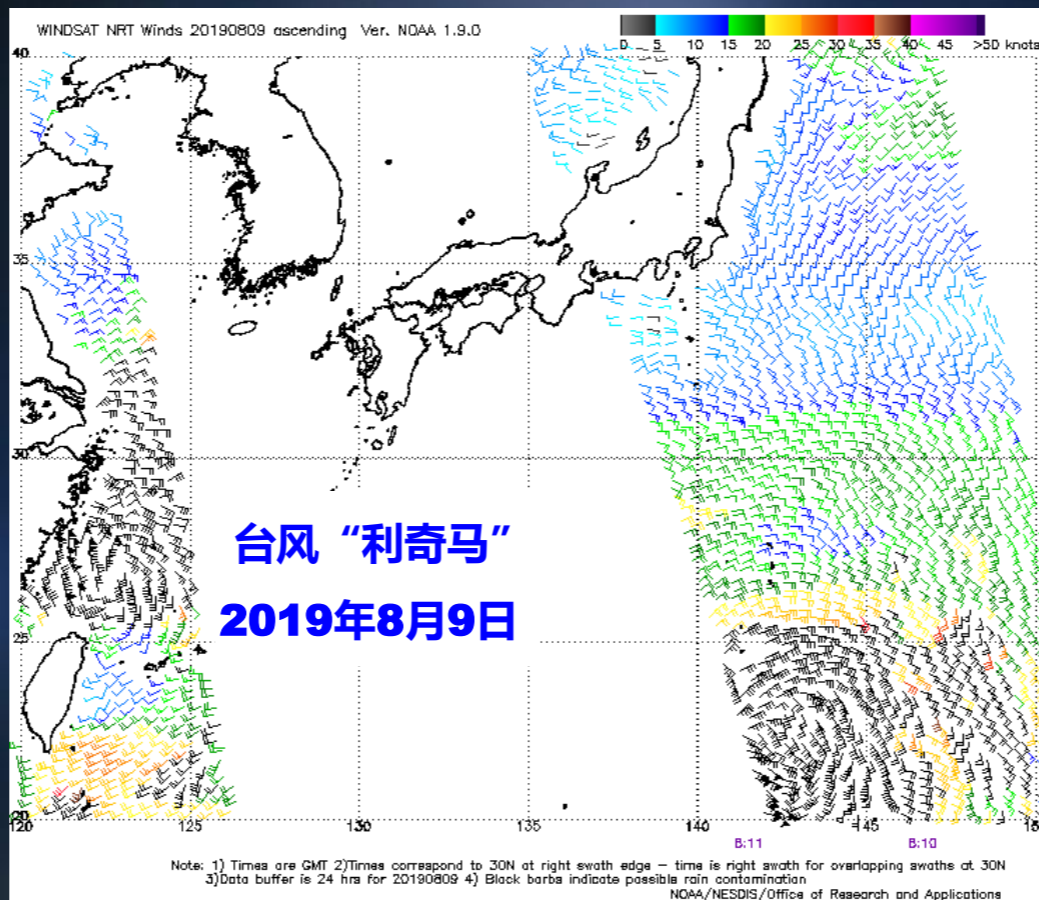 WINDSAT NRT Winds 20190809 ascending Ver. NOAA 1.9.0
0 5 10 15 20 25 30 35 40 45 >50 knots
40
35
30
25
20
120 125 130 135 140 145 150
台风“利奇马”
2019年8月9日
B:11 B:10
Note: 1) Times are GMT 2)Times correspond to 30N at right swath edge – time is right swath for overlapping swaths at 30N
3)Data buffer is 24 hrs for 20190809 4) Black barbs indicate possible rain contamination
NOAA/NESDIS/Office of Research and Applications